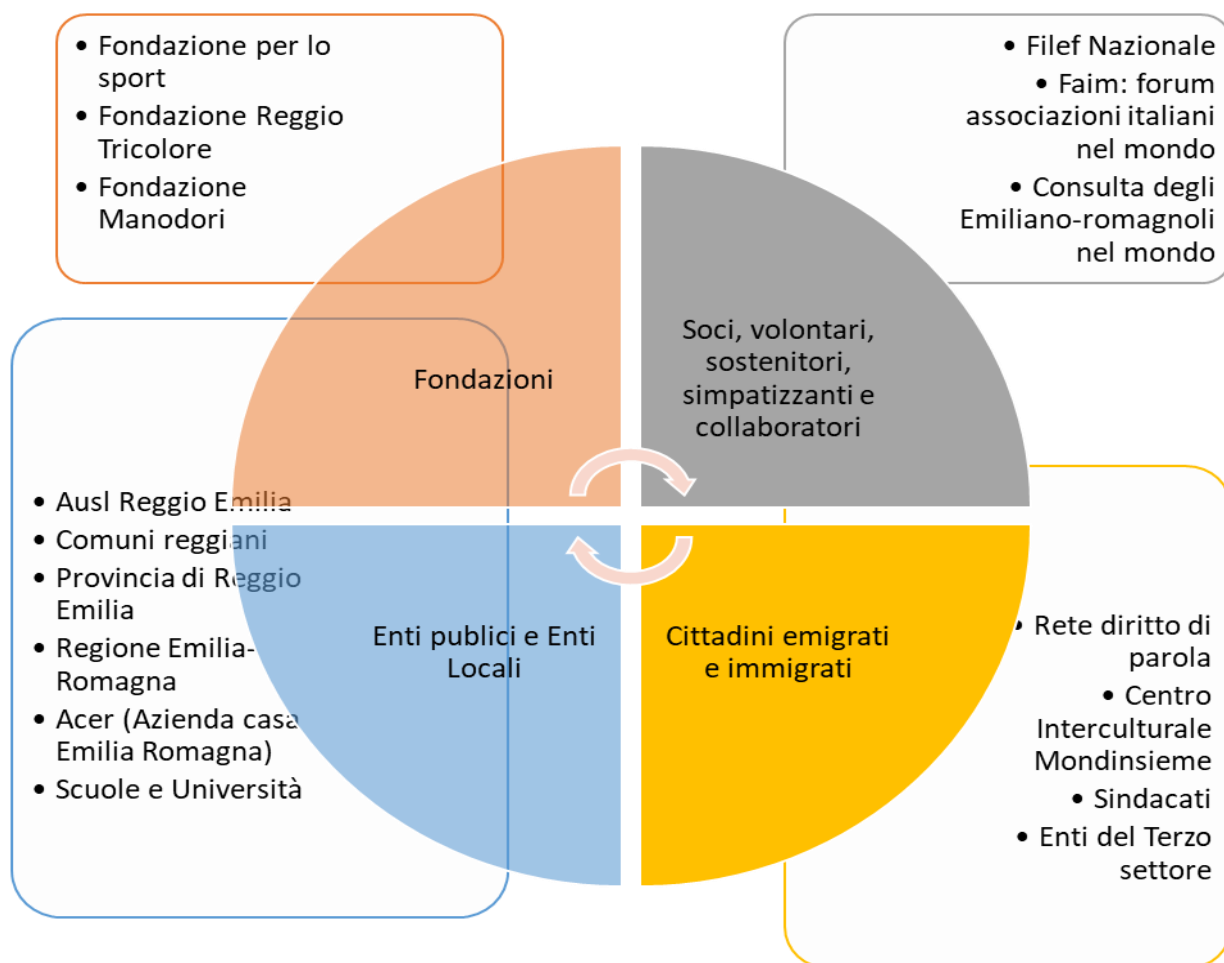 • Fondazione per lo
sport
• Fondazione Reggio
Tricolore
• Fondazione
Manodori
• Filef Nazionale
• Faim: forum
associazioni italiani
nel mondo
• Consulta degli
Emiliano-romagnoli
nel mondo
Fondazioni
Soci, volontari,
sostenitori,
simpatizzanti e
collaboratori
• Ausl Reggio Emilia
• Comuni reggiani
• Provincia di Reggio
Emilia
• Regione Emilia-
Romagna
• Acer (Azienda casa
Emilia Romagna)
• Scuole e Università
Enti publici e Enti
Locali
Cittadini emigrati
e immigrati
• Rete diritto di
parola
• Centro
Interculturale
Mondinsieme
• Sindacati
• Enti del Terzo
settore